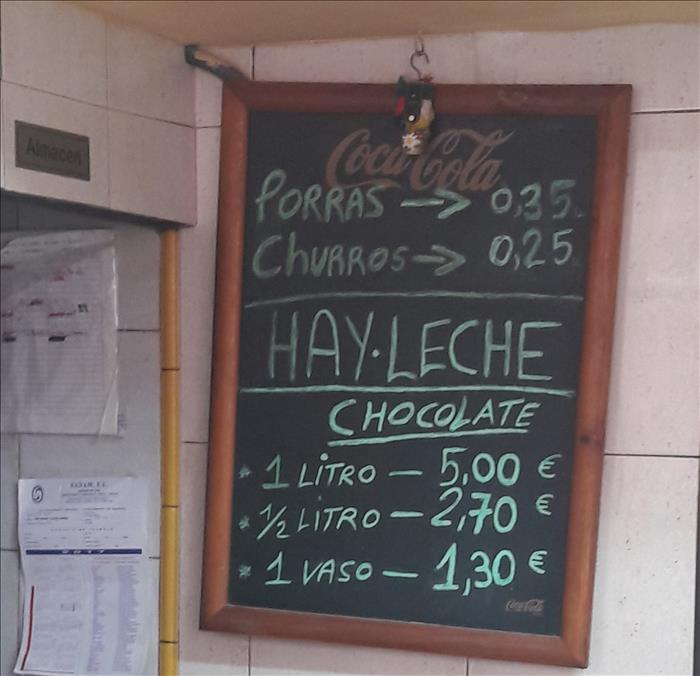 Almacen
Coca-Cola
PORRAS → 0,35
CHURROS → 0,25
HAY·LECHE
CHOCOLATE
* 1 LITRO — 5,00 €
* 1/2 LITRO — 2,70 €
* 1 VASO — 1,30 €
Coca-Cola
2017